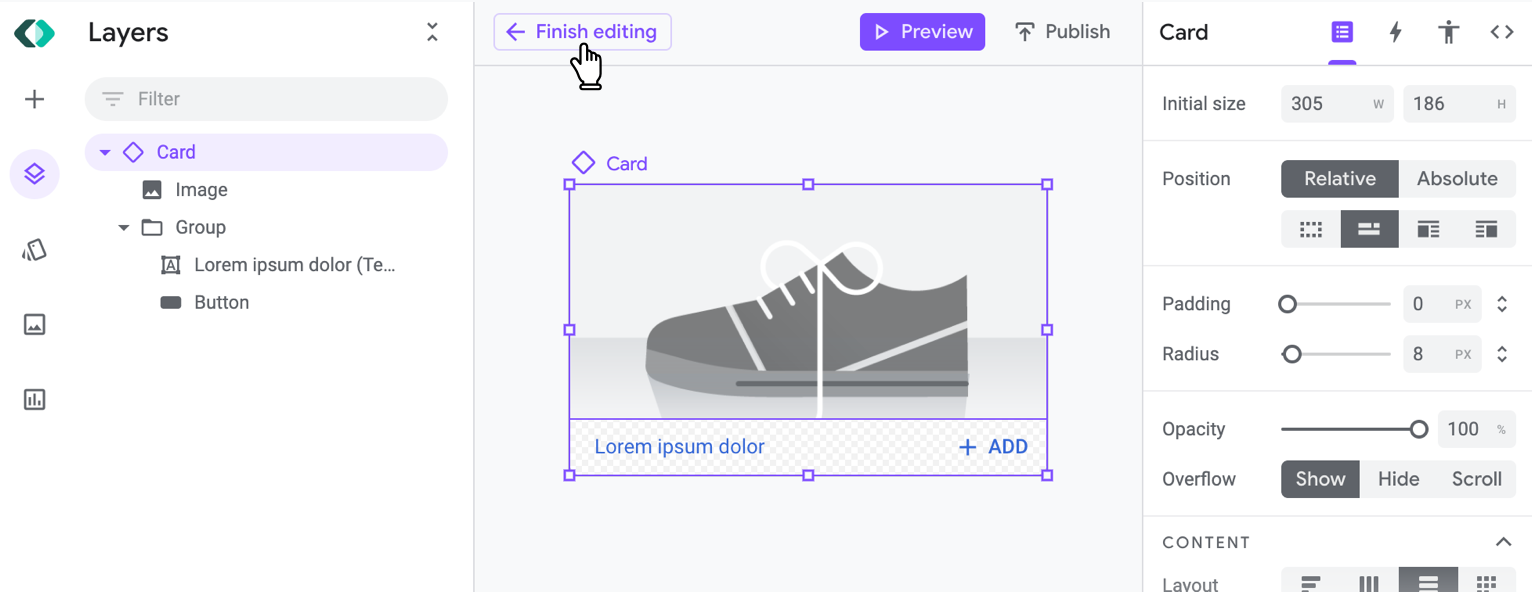 Layers
Filter
Card
Image
Group
Lorem ipsum dolor (Te...
Button
Finish editing
Preview
Publish
Card
Lorem ipsum dolor
ADD
Card
Initial size
305 W
186 H
Position
Relative
Absolute
Padding
0 PX
Radius
8 PX
Opacity
100 %
Overflow
Show
Hide
Scroll
CONTENT
Layout